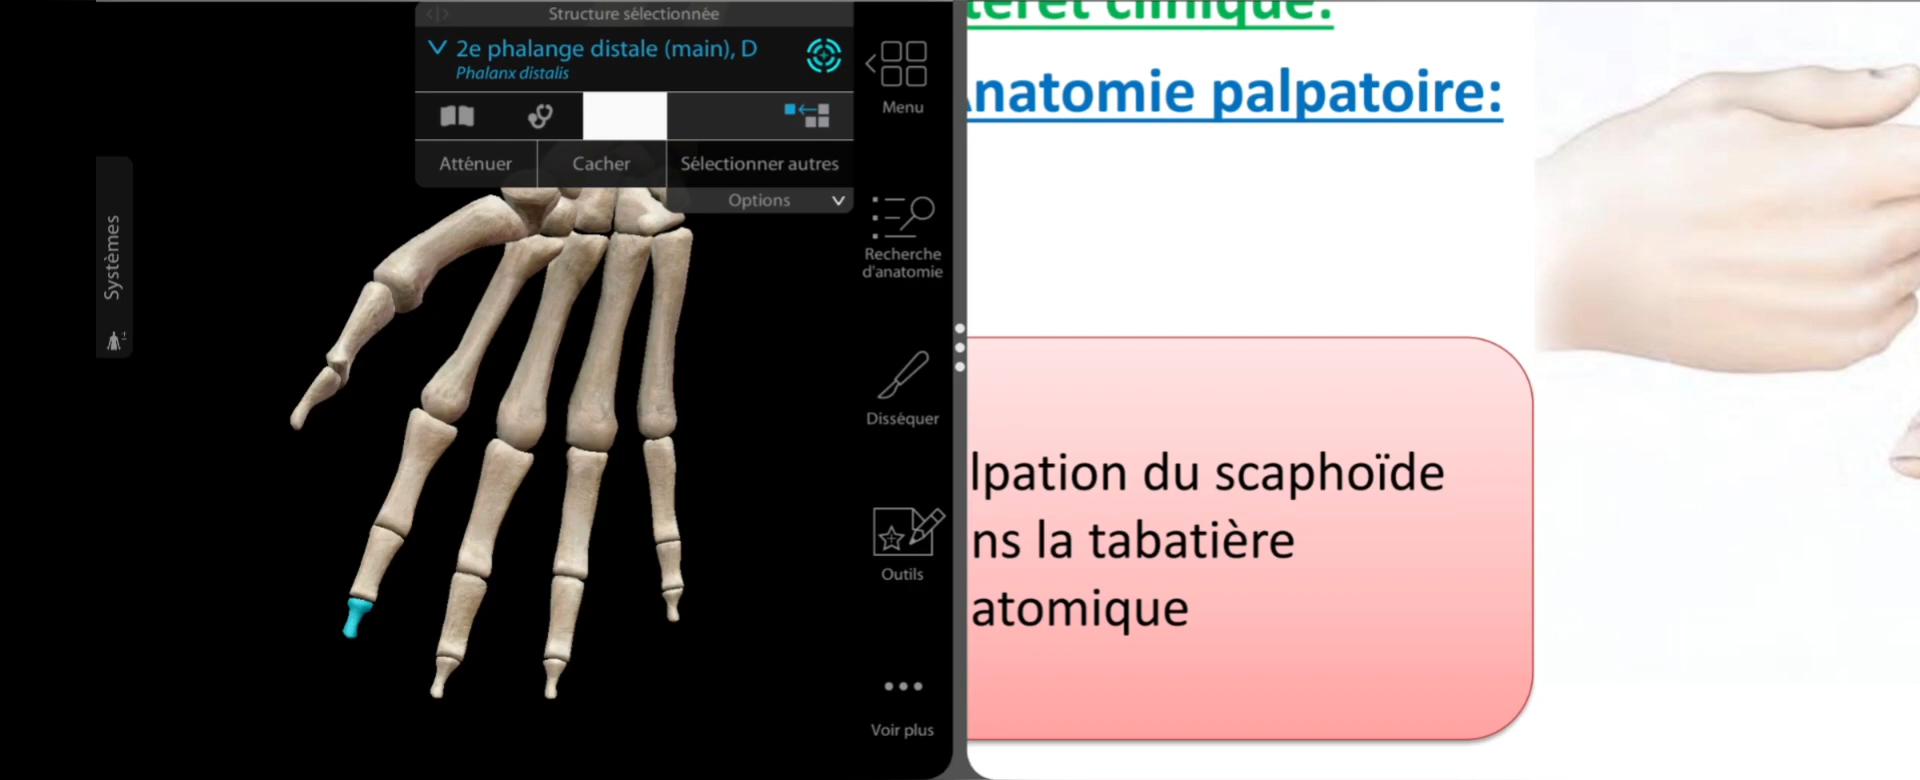 Structure sélectionnée
2e phalange distale (main), D
Phalanx distalis
Atténuer
Cacher
Sélectionner autres
Options
Systèmes
Menu
Recherche
d'anatomie
Disséquer
Outils
Voir plus
clinique:
natomie palpatoire:
lpation du scaphoïde
ns la tabatière
atomique